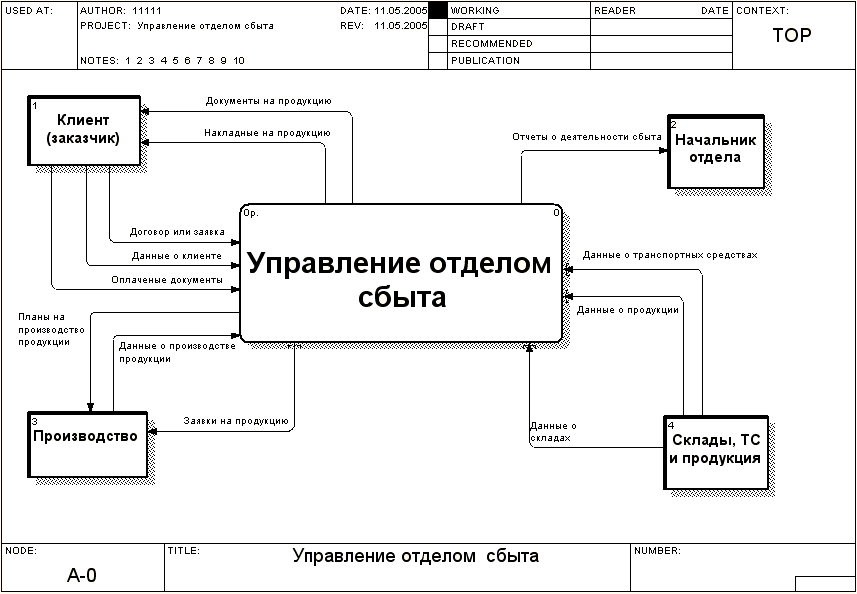 USED AT:
AUTHOR: 11111
DATE: 11.05.2005
WORKING
READER
DATE
CONTEXT:
PROJECT: Управление отделом сбыта
REV: 11.05.2005
DRAFT
TOP
RECOMMENDED
NOTES: 1 2 3 4 5 6 7 8 9 10
PUBLICATION
1
Клиент
(заказчик)
Документы на продукцию
Накладные на продукцию
Отчеты о деятельности сбыта
2
Начальник
отдела
0р.
0
Управление отделом
сбыта
Договор или заявка
Данные о клиенте
Оплаченые документы
Данные о транспортных средствах
Данные о продукции
Планы на
производство
продукции
Данные о производстве
продукции
Заявки на продукцию
Данные о
складах
3
Производство
4
Склады, ТС
и продукция
NODE:
A-0
TITLE:
Управление отделом сбыта
NUMBER: